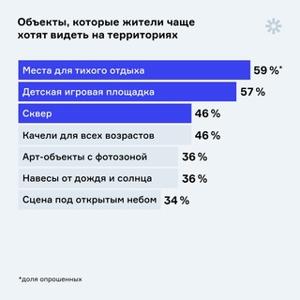 Объекты, которые жители чаще
хотят видеть на территориях
Места для тихого отдыха 59 %*
Детская игровая площадка 57 %
Сквер 46 %
Качели для всех возрастов 46 %
Арт-объекты с фотозоной 36 %
Навесы от дождя и солнца 36 %
Сцена под открытым небом 34 %
*доля опрошенных